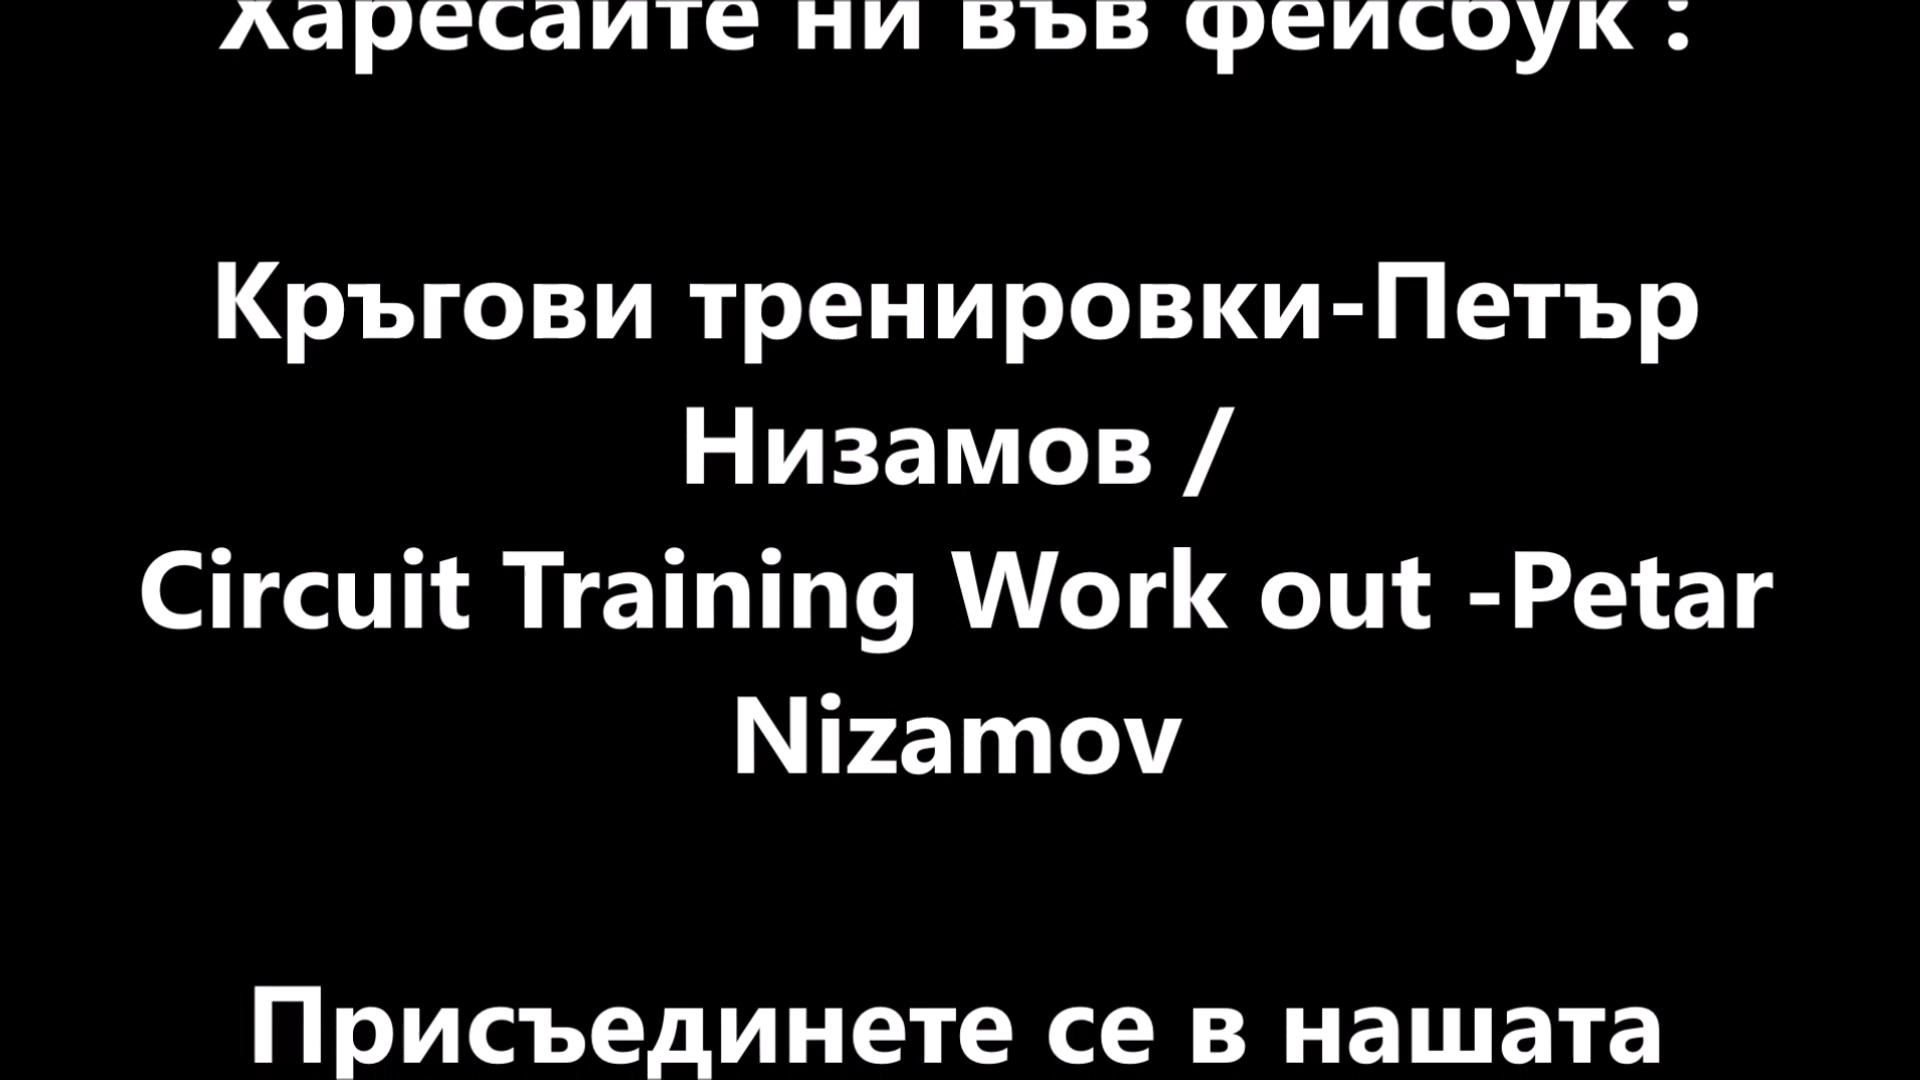 Харесайте ни във фейсбук :
Кръгови тренировки-Петър
Низамов /
Circuit Training Work out -Petar
Nizamov
Присъединете се в нашата